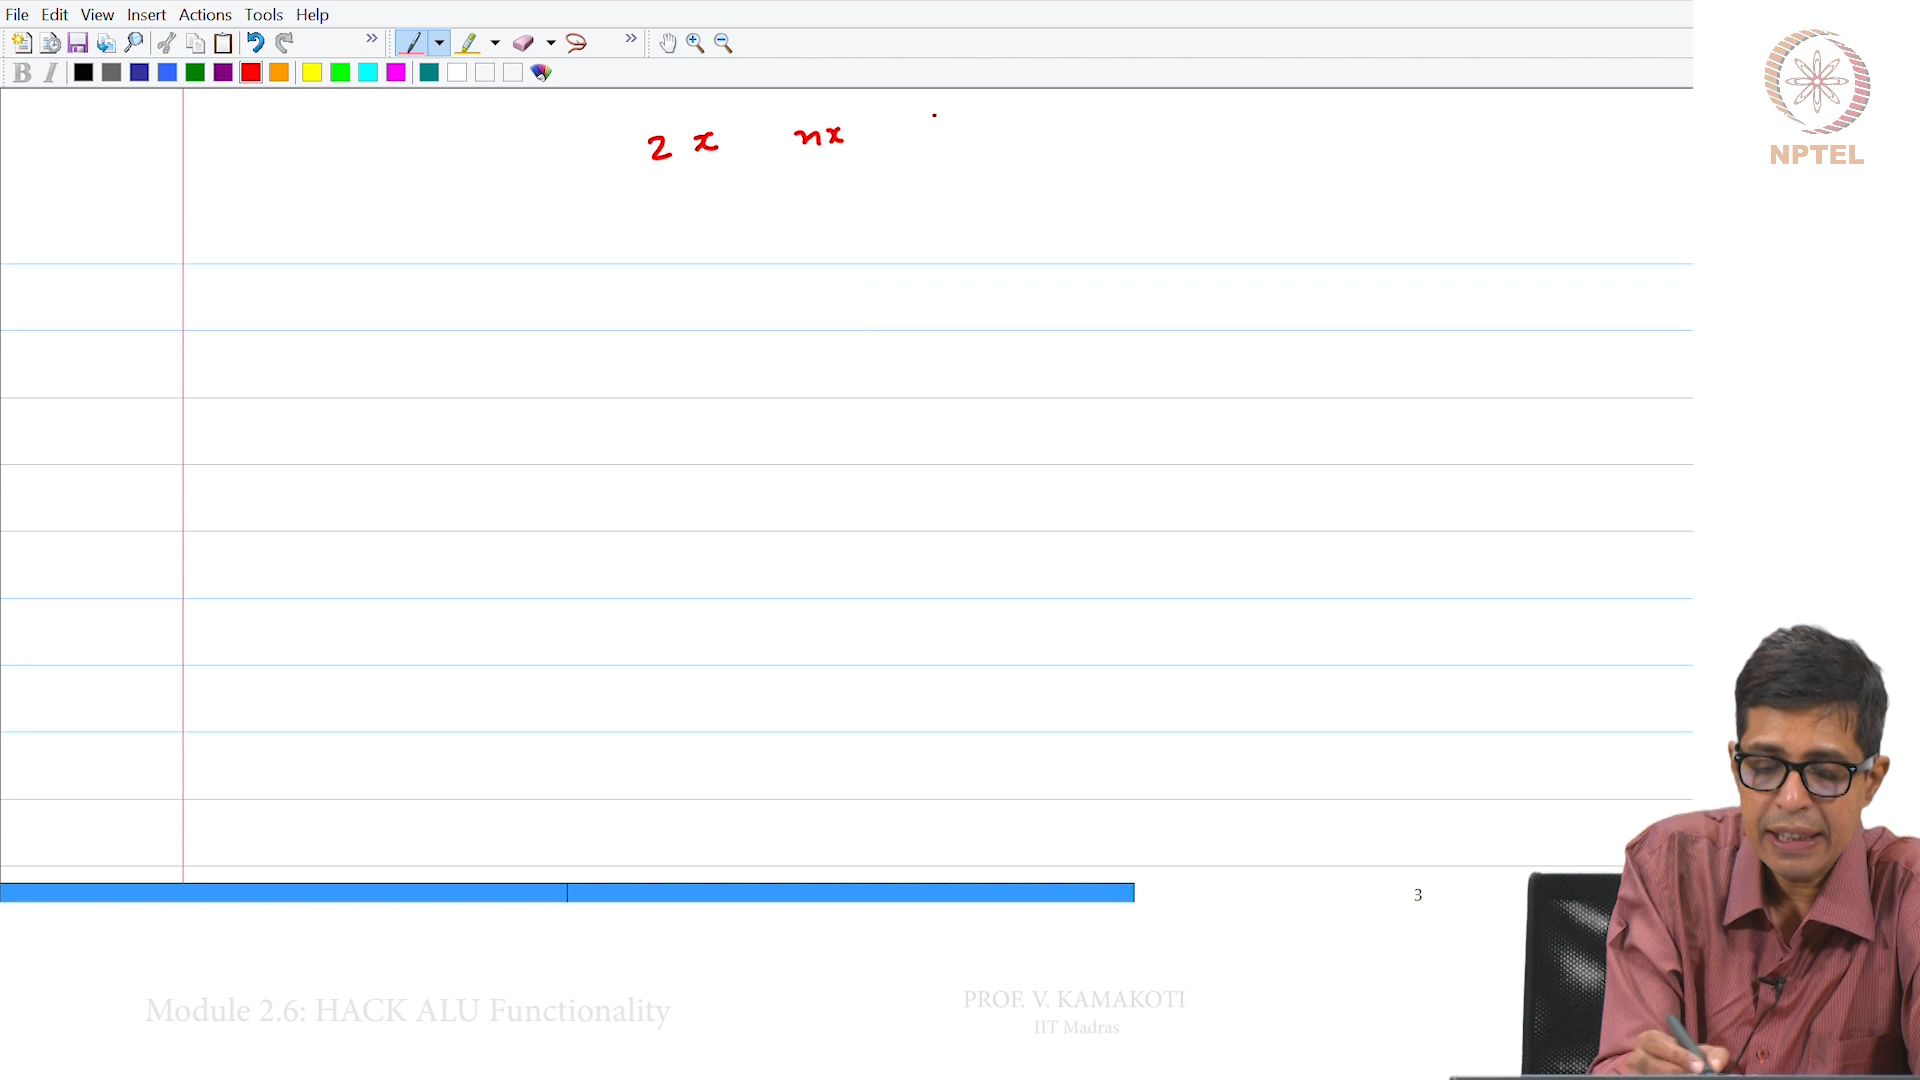 File Edit View Insert Actions Tools Help
B I
2x nx
NPTEL
3
Module 2.6: HACK ALU Functionality
PROF. V. KAMAKOTI
IIT Madras